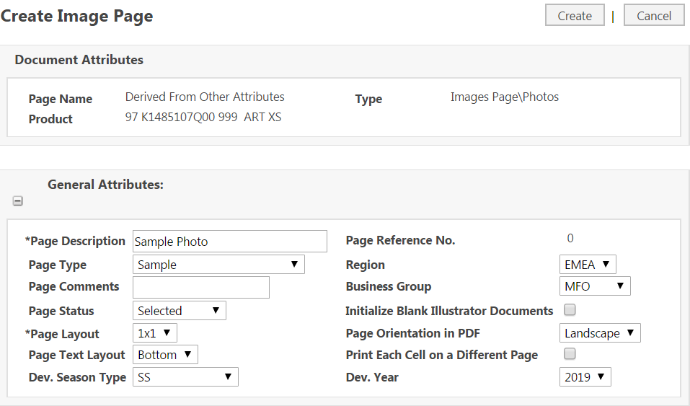 Create Image Page Create | Cancel
Document Attributes
Page Name Derived From Other Attributes Type Images Page\Photos
Product 97 K1485107Q00 999 ART XS
General Attributes:
*Page Description Sample Photo Page Reference No. 0
Page Type Sample Region EMEA
Page Comments Business Group MFO
Page Status Selected Initialize Blank Illustrator Documents
*Page Layout 1x1 Page Orientation in PDF Landscape
Page Text Layout Bottom Print Each Cell on a Different Page
Dev. Season Type SS Dev. Year 2019